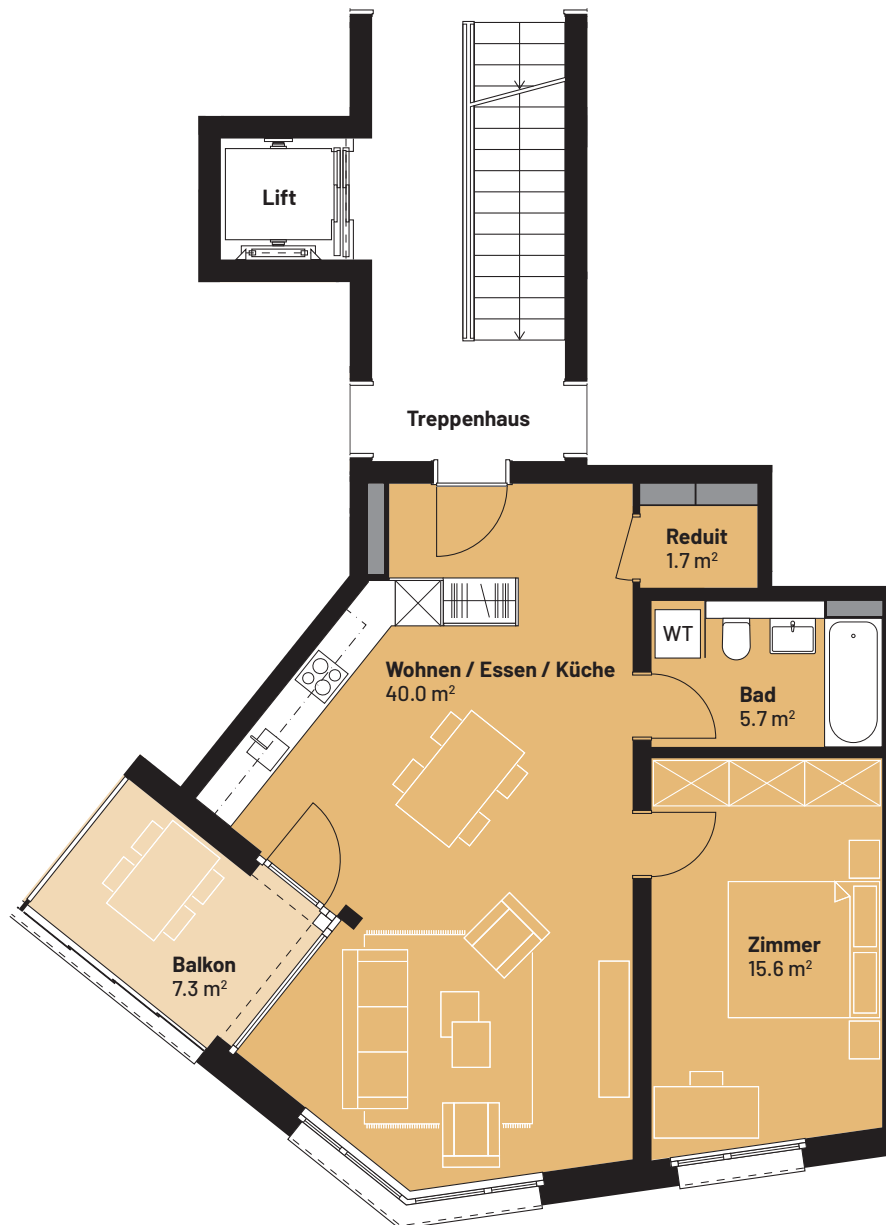 Lift
Treppenhaus
Reduit
1.7 m²
WT
Wohnen / Essen / Küche
40.0 m²
Bad
5.7 m²
Balkon
7.3 m²
Zimmer
15.6 m²